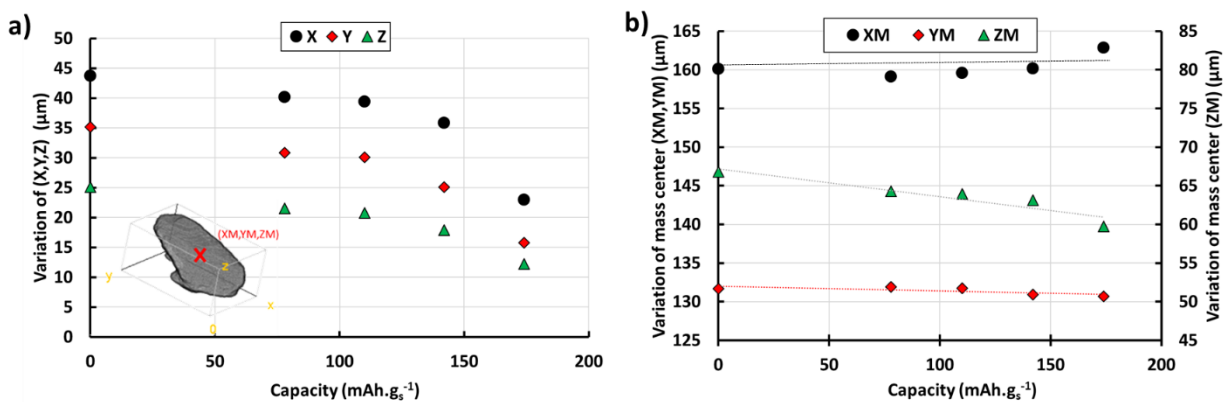 a)
X Y Z
Variation of (X,Y,Z) (μm)
50
45
40
35
30
25
20
15
10
5
0
(XM,YM,ZM)
X
y
z
x
0
0 50 100 150 200
Capacity (mAh.gs-1)
b)
XM YM ZM
Variation of mass center (XM,YM) (μm)
165
160
155
150
145
140
135
130
125
85
80
75
70
65
60
55
50
45
Variation of mass center (ZM) (μm)
0 50 100 150 200
Capacity (mAh.gs-1)